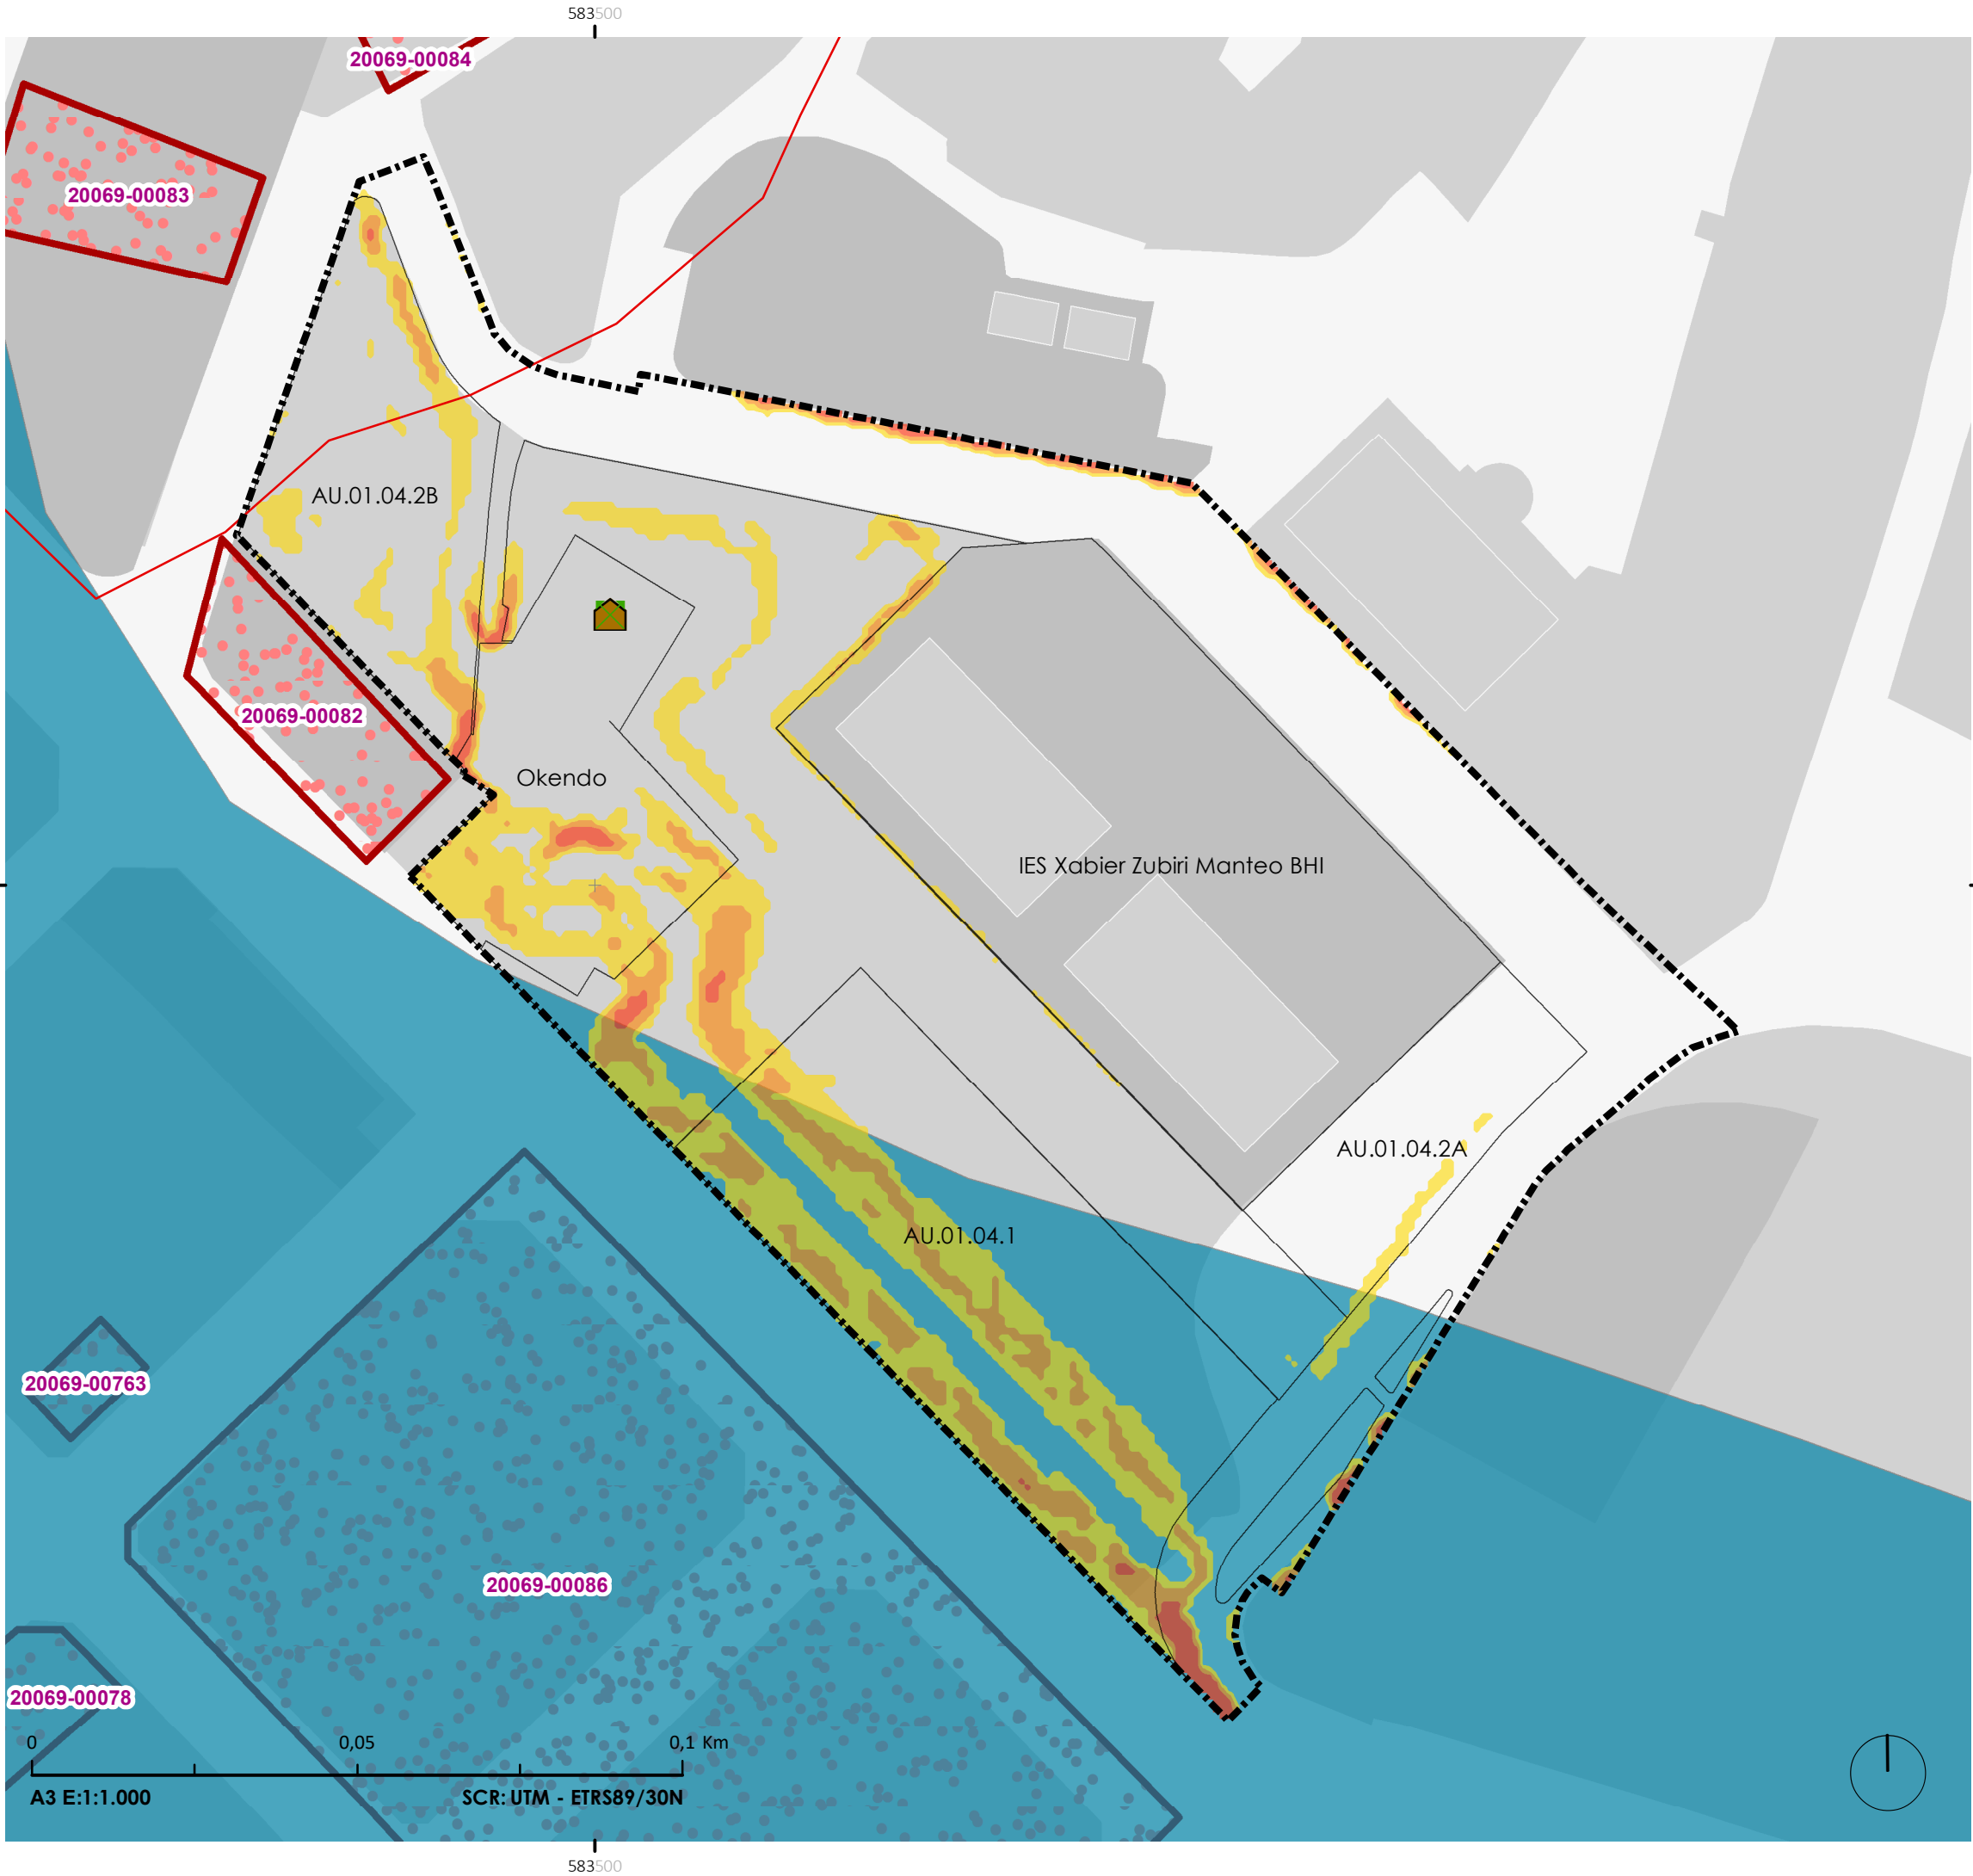 583500
20069-00084
20069-00083
AU.01.04.2B
20069-00082
Okendo
IES Xabier Zubiri Manteo BHI
AU.01.04.2A
AU.01.04.1
20069-00763
20069-00086
20069-00078
0 0,05 0,1 Km
A3 E:1:1.000 SCR: UTM - ETRS89/30N
583500